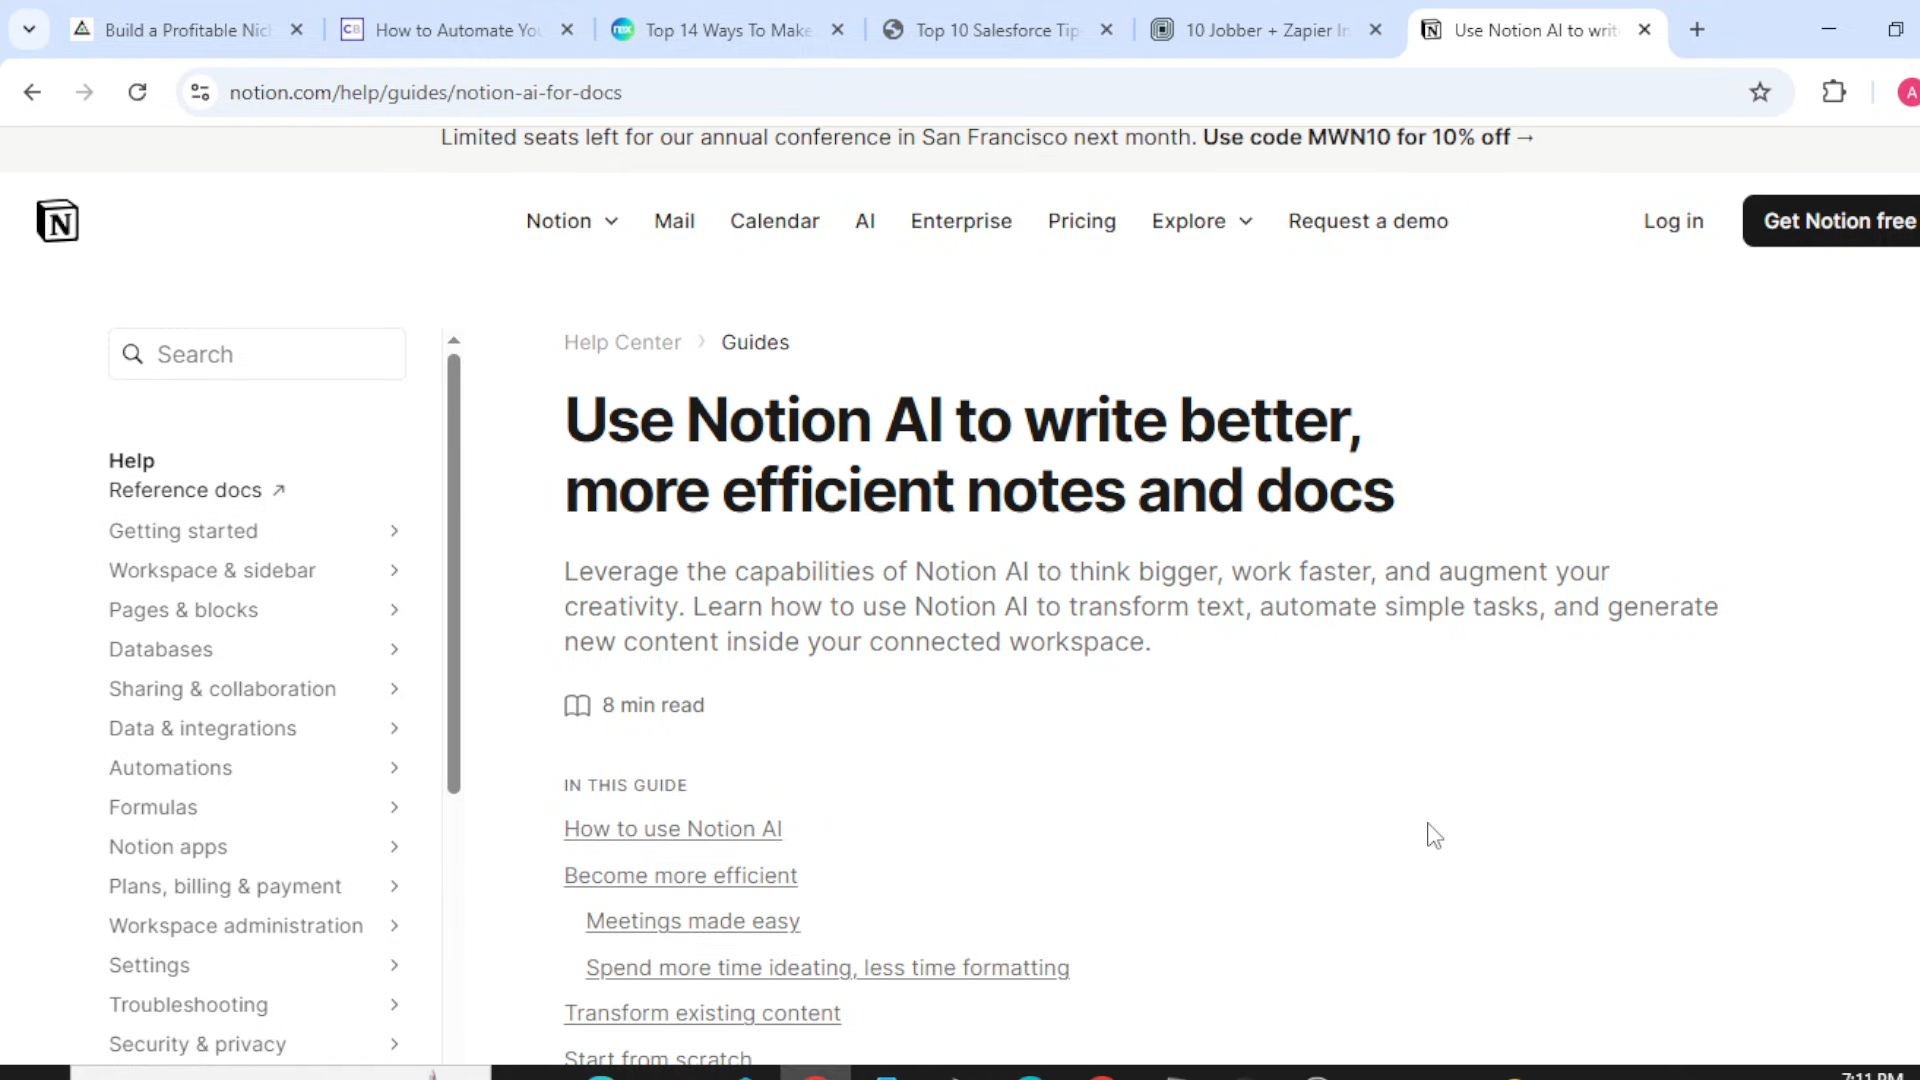 Build a Profitable Nic
CB How to Automate Yo
nex Top 14 Ways To Make
Top 10 Salesforce Tip
10 Jobber + Zapier In
Use Notion AI to writ
notion.com/help/guides/notion-ai-for-docs
A
Limited seats left for our annual conference in San Francisco next month. Use code MWN10 for 10% off →
N
Notion
Mail
Calendar
AI
Enterprise
Pricing
Explore
Request a demo
Log in
Get Notion free
Search
Help
Reference docs ↗
Getting started
Workspace & sidebar
Pages & blocks
Databases
Sharing & collaboration
Data & integrations
Automations
Formulas
Notion apps
Plans, billing & payment
Workspace administration
Settings
Troubleshooting
Security & privacy
Help Center > Guides
Use Notion AI to write better,
more efficient notes and docs
Leverage the capabilities of Notion AI to think bigger, work faster, and augment your
creativity. Learn how to use Notion AI to transform text, automate simple tasks, and generate
new content inside your connected workspace.
8 min read
IN THIS GUIDE
How to use Notion AI
Become more efficient
Meetings made easy
Spend more time ideating, less time formatting
Transform existing content
Start from scratch
7:11 PM